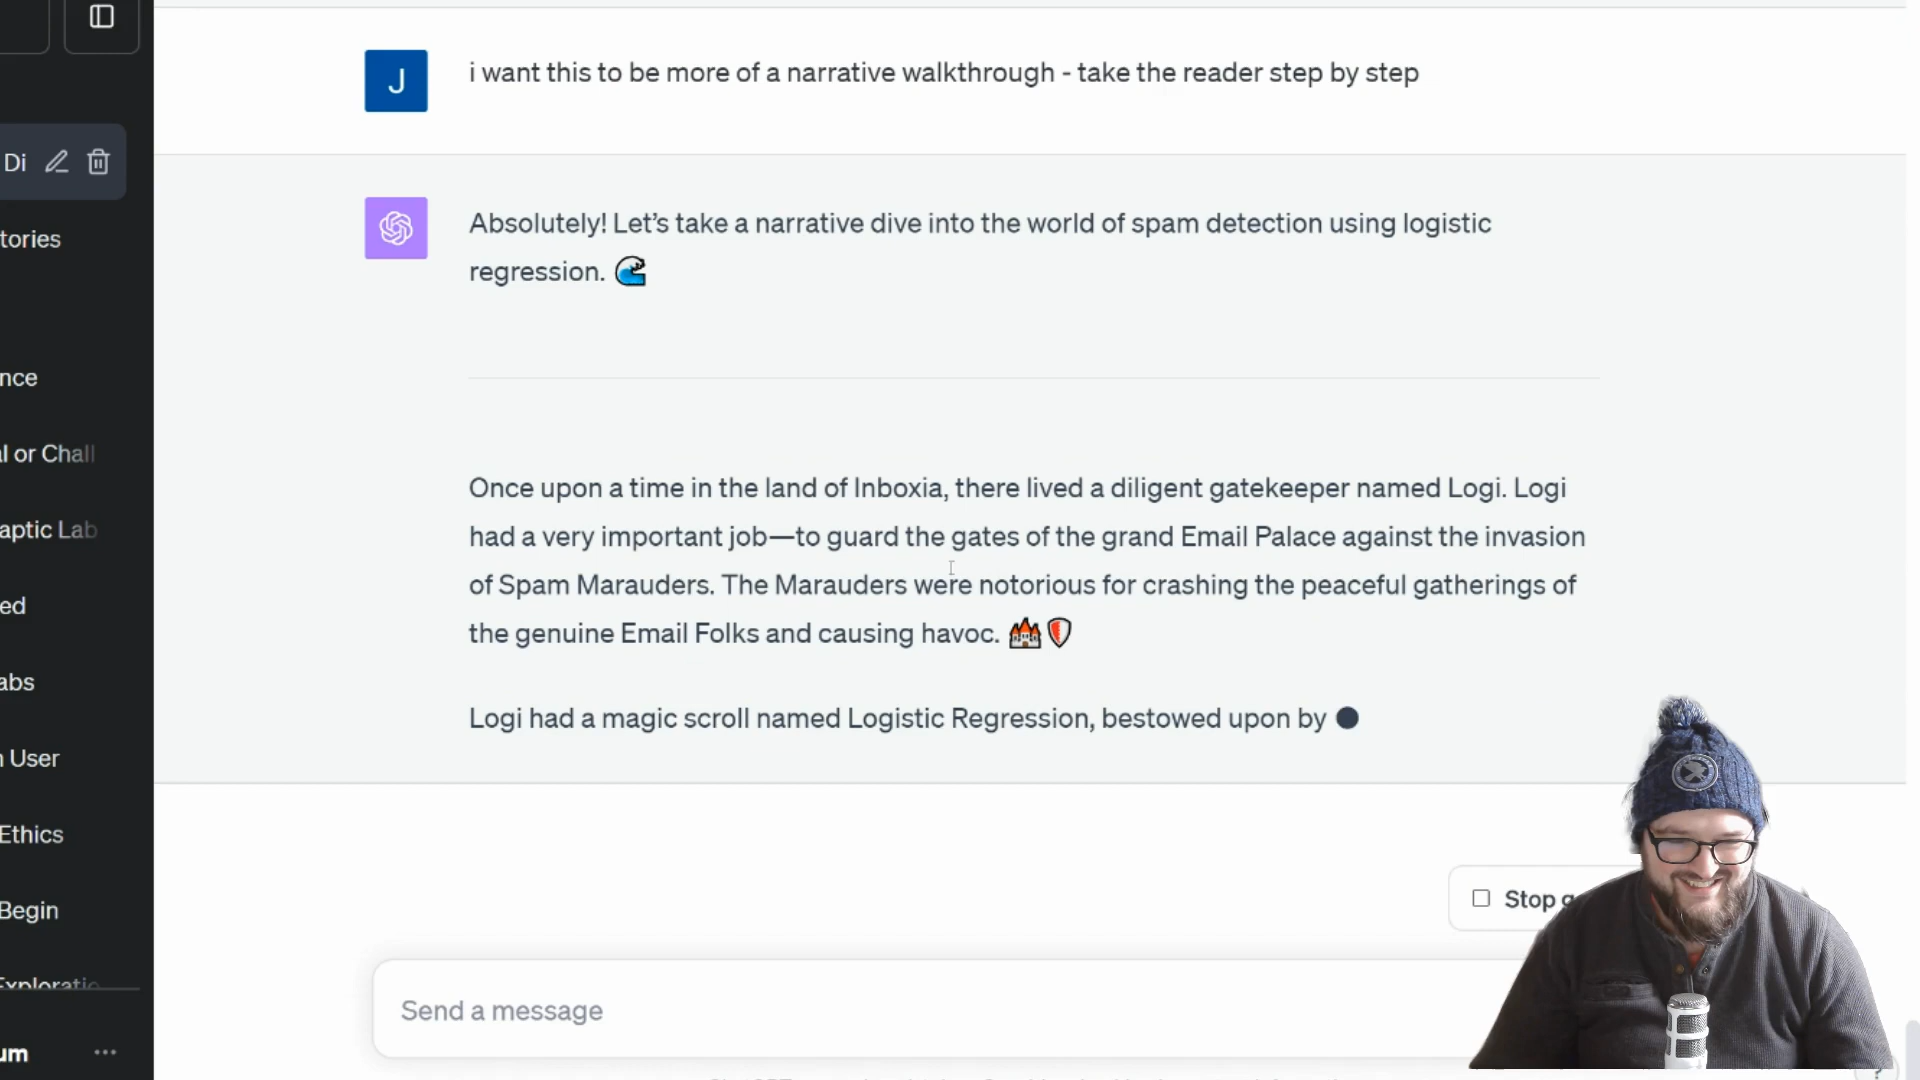 J
i want this to be more of a narrative walkthrough - take the reader step by step
Di
tories
nce
al or Chall
aptic Lab
ed
abs
n User
Ethics
Begin
Exploratio
um
Absolutely! Let’s take a narrative dive into the world of spam detection using logistic
regression. 🌊
Once upon a time in the land of Inboxia, there lived a diligent gatekeeper named Logi. Logi
had a very important job—to guard the gates of the grand Email Palace against the invasion
of Spam Marauders. The Marauders were notorious for crashing the peaceful gatherings of
the genuine Email Folks and causing havoc. 🏰🛡️
Logi had a magic scroll named Logistic Regression, bestowed upon by
Stop g
Send a message